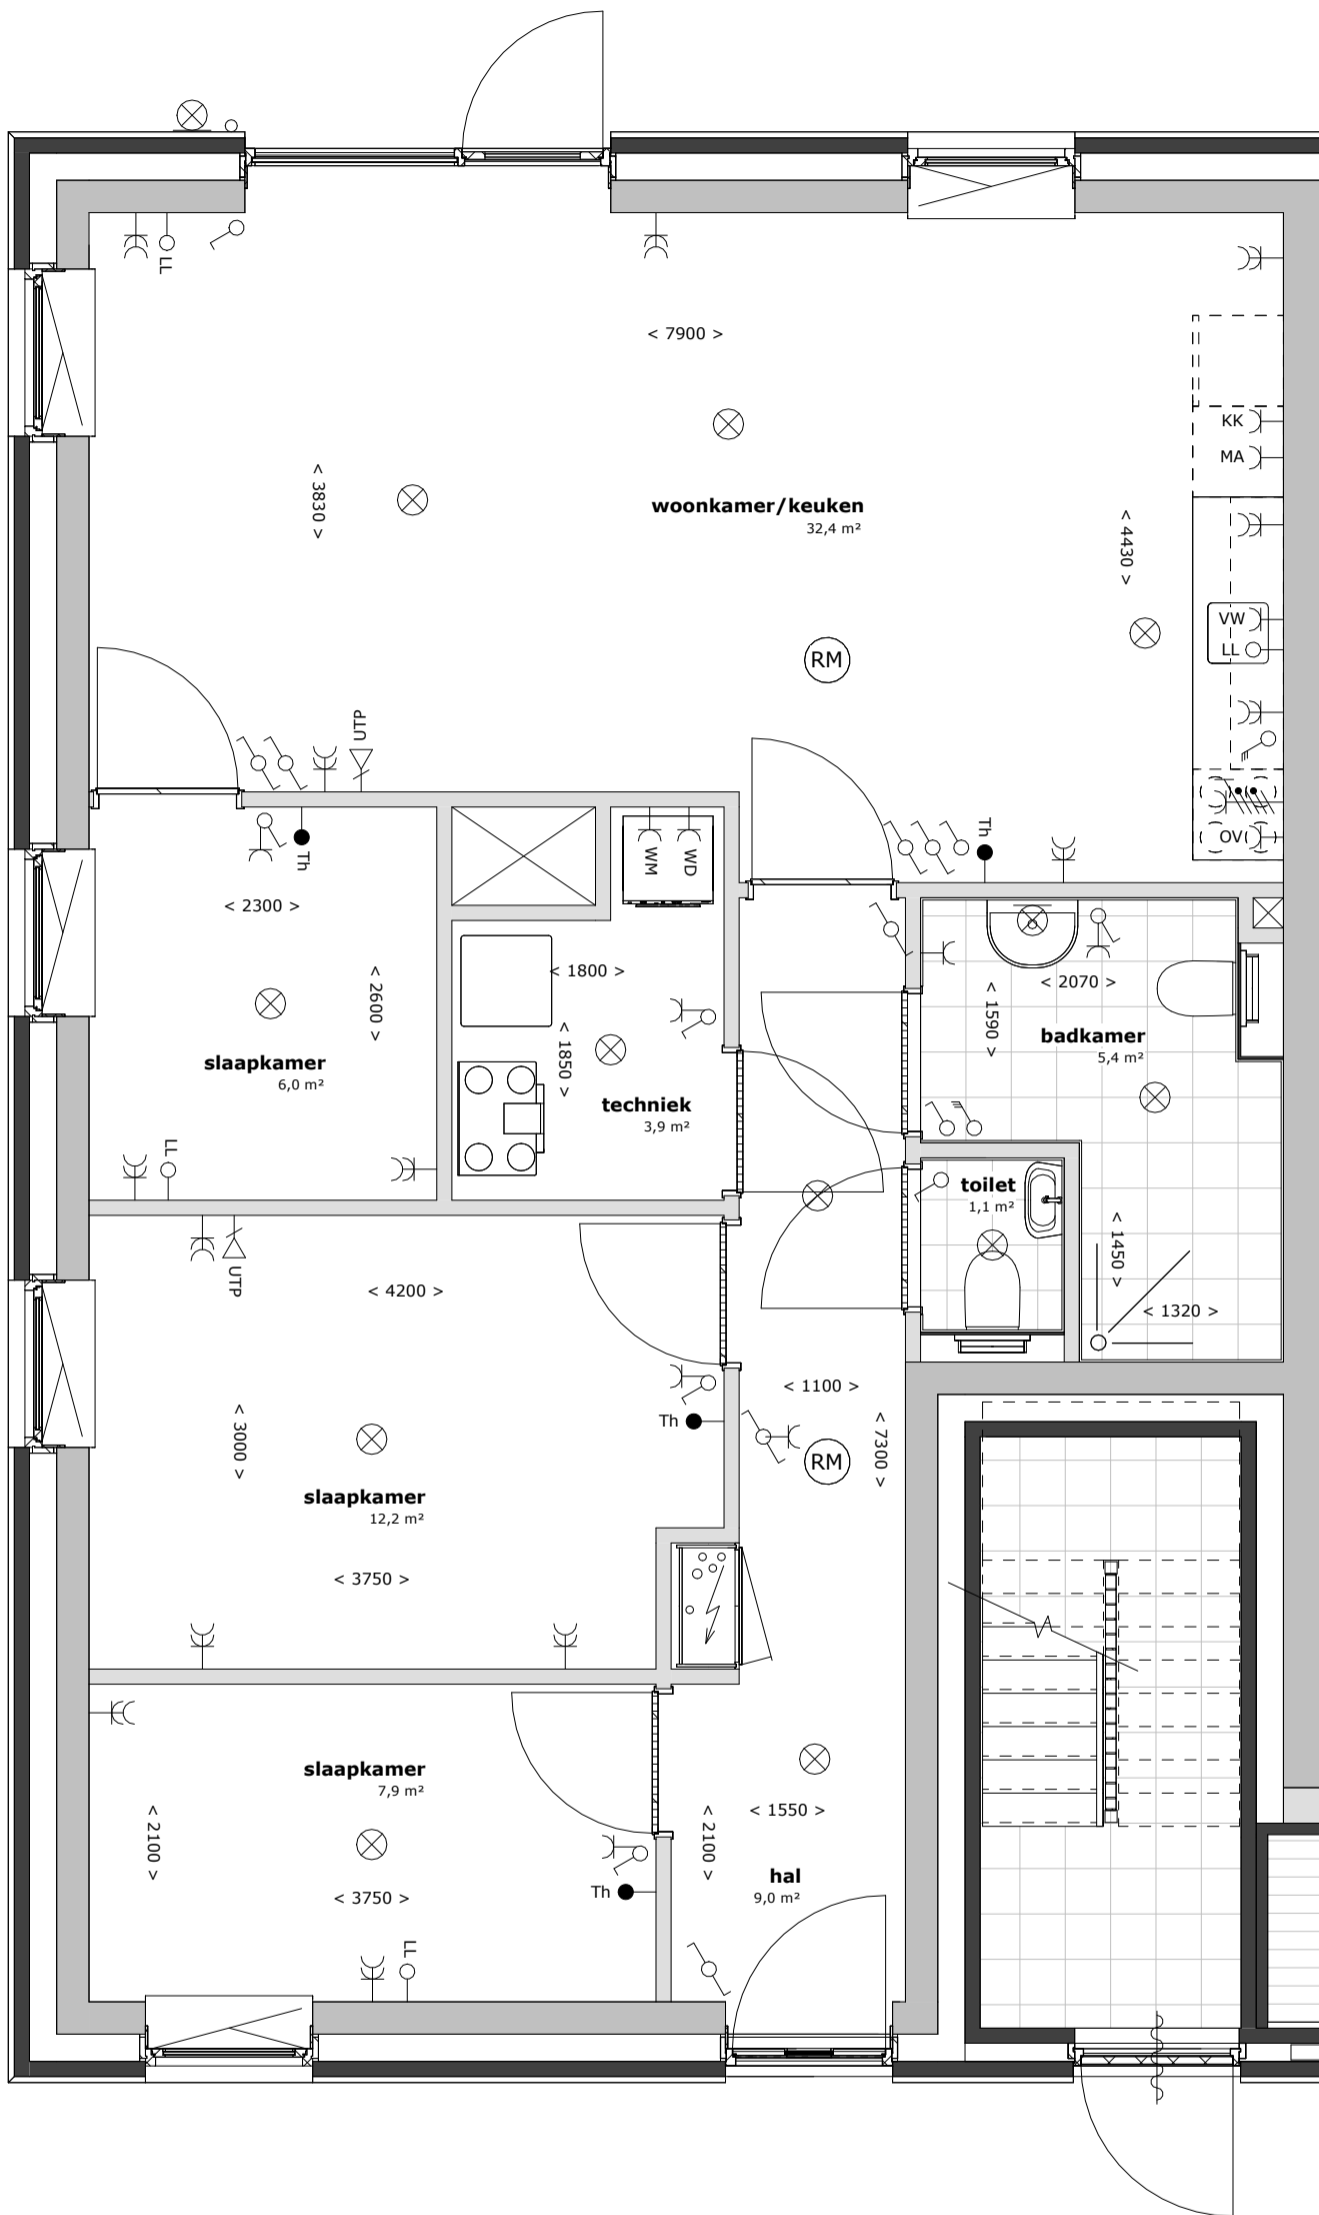 LL
< 7900 >
KK
MA
< 3830 >
woonkamer/keuken
32,4 m²
< 4430 >
VW
LL
RM
UTP
OV
Th
Th
WM
WD
< 2300 >
< 1800 >
< 2600 >
< 2070 >
< 1590 >
badkamer
5,4 m²
slaapkamer
6,0 m²
< 1850 >
techniek
3,9 m²
LL
toilet
1,1 m²
< 1450 >
UTP
< 4200 >
< 1320 >
< 1100 >
Th
< 3000 >
< 7300 >
RM
slaapkamer
12,2 m²
< 3750 >
slaapkamer
7,9 m²
< 1550 >
< 2100 >
< 2100 >
hal
9,0 m²
Th
< 3750 >
LL